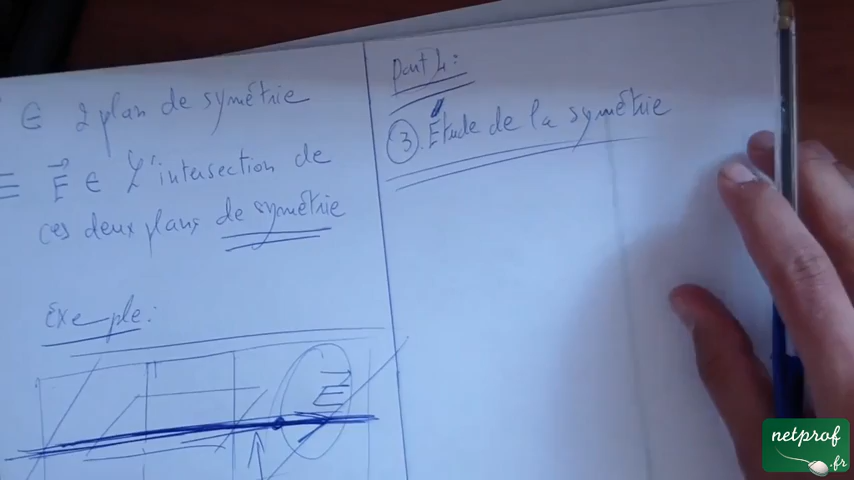 ∈ 2 plan de symétrie
≡ E⃗ ∈ L'intersection de
ces deux plans de symétrie
Exemple:
E
Part 4:
3. Étude de la symétrie
netprof
.fr